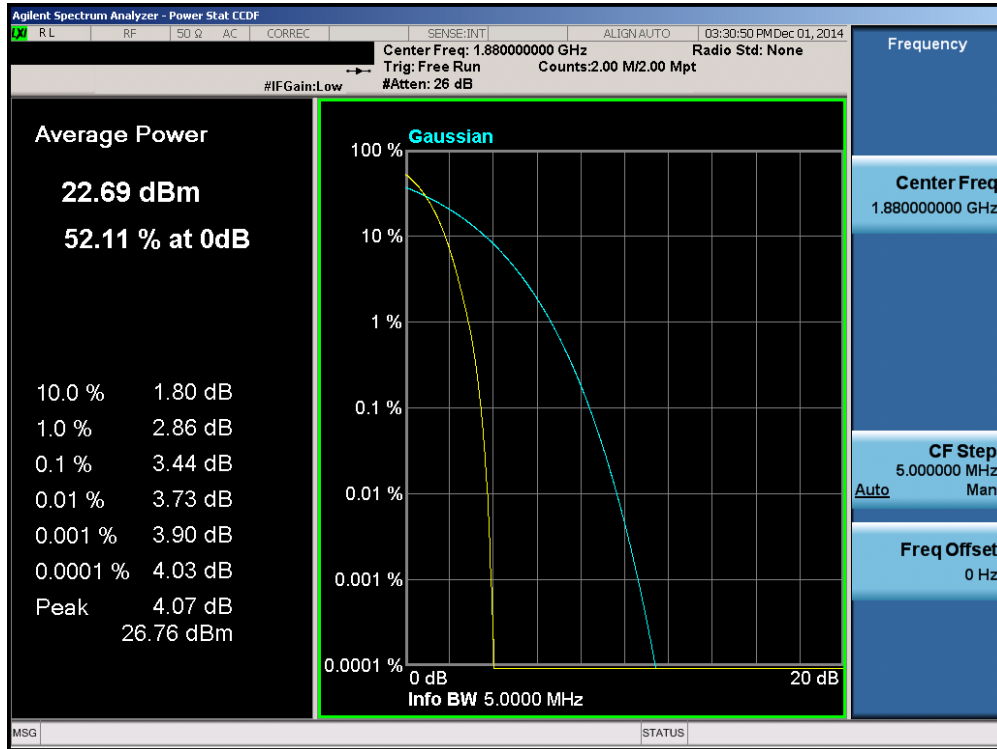 Agilent Spectrum Analyzer - Power Stat CCDF
LXI RL RF 50 Ω AC CORREC SENSE:INT ALIGN AUTO 03:30:50 PM Dec 01, 2014
Center Freq: 1.880000000 GHz Radio Std: None
Trig: Free Run Counts:2.00 M/2.00 Mpt
#IFGain:Low #Atten: 26 dB
Average Power
22.69 dBm
52.11 % at 0dB
10.0 % 1.80 dB
1.0 % 2.86 dB
0.1 % 3.44 dB
0.01 % 3.73 dB
0.001 % 3.90 dB
0.0001 % 4.03 dB
Peak 4.07 dB
26.76 dBm
Gaussian
100 %
10 %
1 %
0.1 %
0.01 %
0.001 %
0.0001 %
0 dB 20 dB
Info BW 5.0000 MHz
Frequency
Center Freq
1.880000000 GHz
CF Step
5.000000 MHz
Auto Man
Freq Offset
0 Hz
MSG STATUS